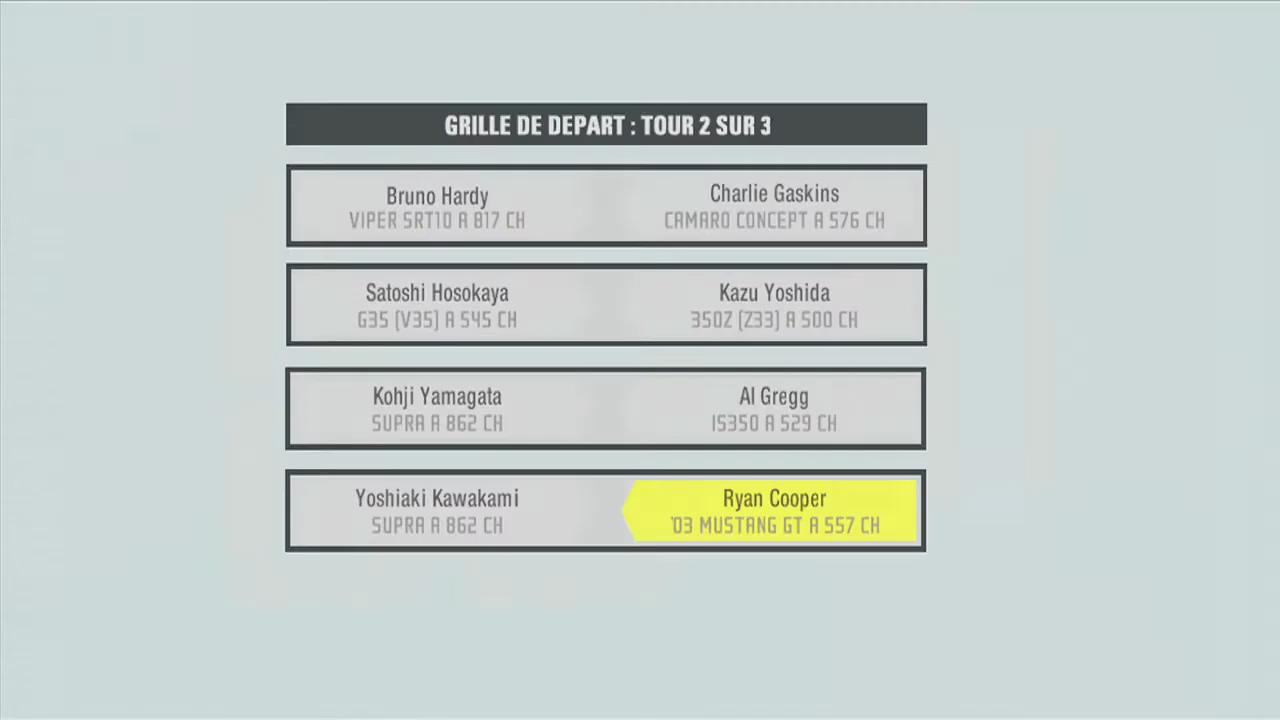 GRILLE DE DEPART : TOUR 2 SUR 3
Bruno Hardy
VIPER SRT10 A 817 CH
Charlie Gaskins
CAMARO CONCEPT A 576 CH
Satoshi Hosokaya
G35 (V35) A 545 CH
Kazu Yoshida
350Z (Z33) A 500 CH
Kohji Yamagata
SUPRA A 862 CH
Al Gregg
IS350 A 529 CH
Yoshiaki Kawakami
SUPRA A 862 CH
Ryan Cooper
'03 MUSTANG GT A 557 CH